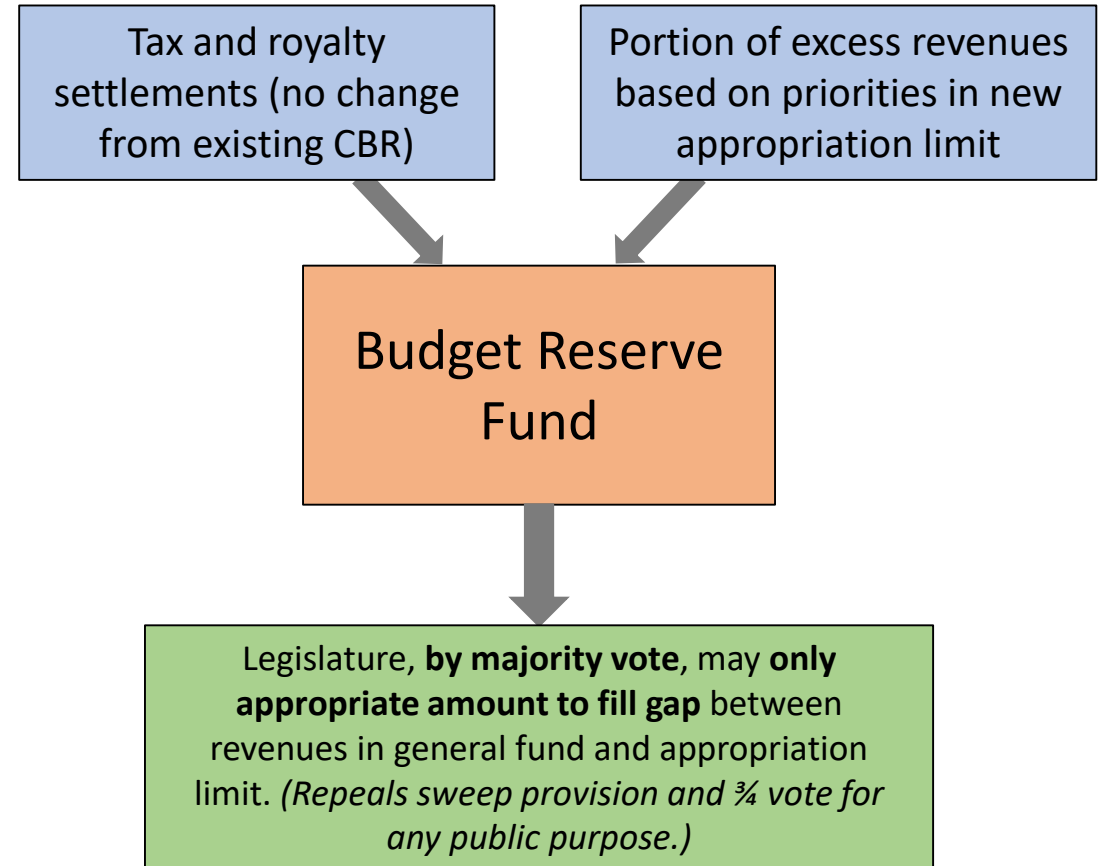 Tax and royalty
settlements (no change
from existing CBR)
Portion of excess revenues
based on priorities in new
appropriation limit
Budget Reserve
Fund
Legislature, by majority vote, may only
appropriate amount to fill gap between
revenues in general fund and appropriation
limit. (Repeals sweep provision and ¾ vote for
any public purpose.)